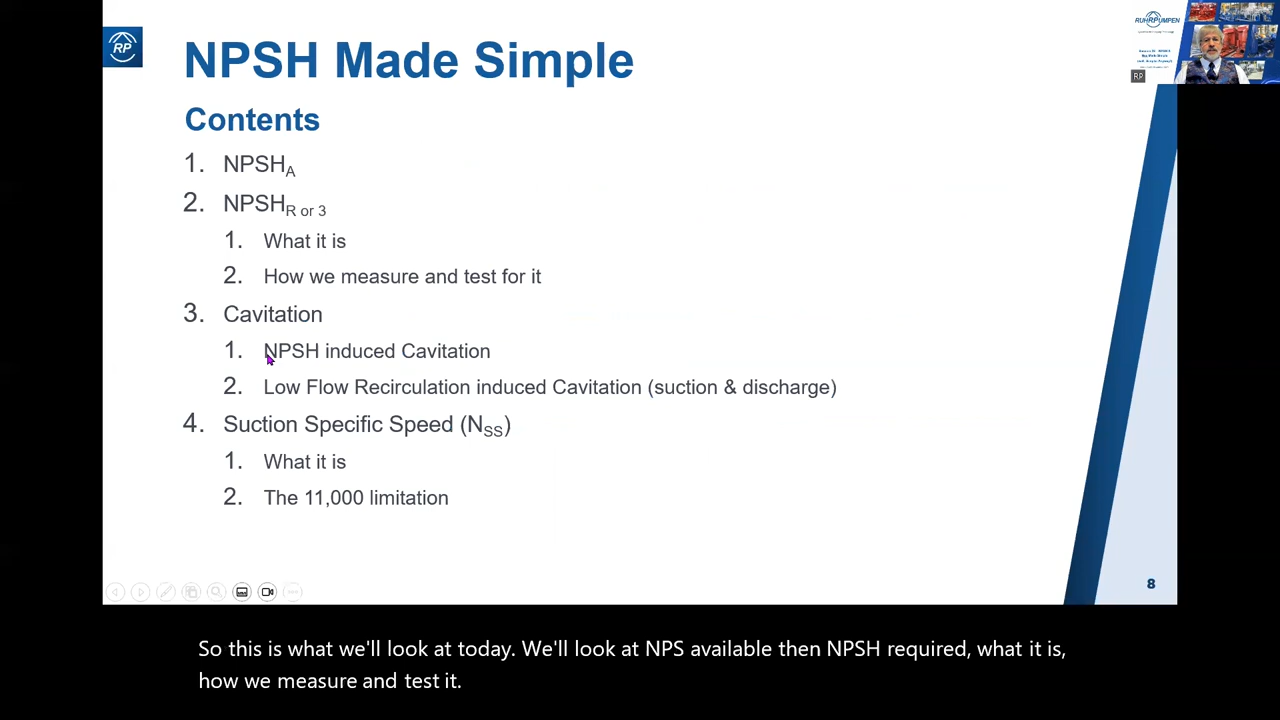 RP
NPSH Made Simple
RUHRPUMPEN
RP
Contents
1. NPSHA
2. NPSHR or 3
1. What it is
2. How we measure and test for it
3. Cavitation
1. NPSH induced Cavitation
2. Low Flow Recirculation induced Cavitation (suction & discharge)
4. Suction Specific Speed (NSS)
1. What it is
2. The 11,000 limitation
8
So this is what we'll look at today. We'll look at NPS available then NPSH required, what it is,
how we measure and test it.